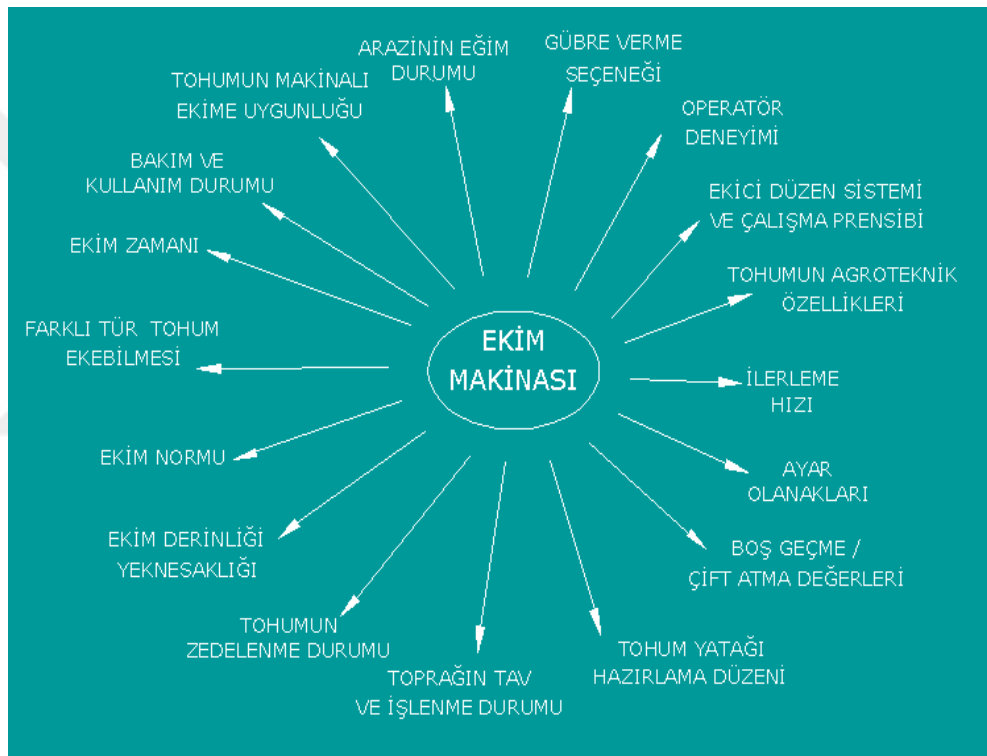 ARAZİNİN EĞİM
DURUMU
GÜBRE VERME
SEÇENEĞİ
TOHUMUN MAKİNALI
EKİME UYGUNLUĞU
OPERATÖR
DENEYİMİ
BAKIM VE
KULLANIM DURUMU
EKİCİ DÜZEN SİSTEMİ
VE ÇALIŞMA PRENSİBİ
EKİM ZAMANI
TOHUMUN AGROTEKNİK
ÖZELLİKLERİ
FARKLI TÜR TOHUM
EKEBİLMESİ
EKİM
MAKİNASI
İLERLEME
HIZI
EKİM NORMU
AYAR
OLANAKLARI
EKİM DERİNLİĞİ
YEKNESAKLIĞI
BOŞ GEÇME /
ÇİFT ATMA DEĞERLERİ
TOHUMUN
ZEDELENME DURUMU
TOHUM YATAĞI
HAZIRLAMA DÜZENİ
TOPRAĞIN TAV
VE İŞLENME DURUMU